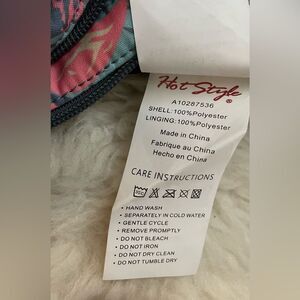 Hot Style ®
A10287536
SHELL:100%Polyester
LINGING:100%Polyester
Made in China
Fabrique au China
Hecho en China
CARE INSTRUCTIONS
• HAND WASH
• SEPARATELY IN COLD WATER
• GENTLE CYCLE
• REMOVE PROMPTLY
• DO NOT BLEACH
• DO NOT IRON
• DO NOT DRY CLEAN
• DO NOT TUMBLE DRY